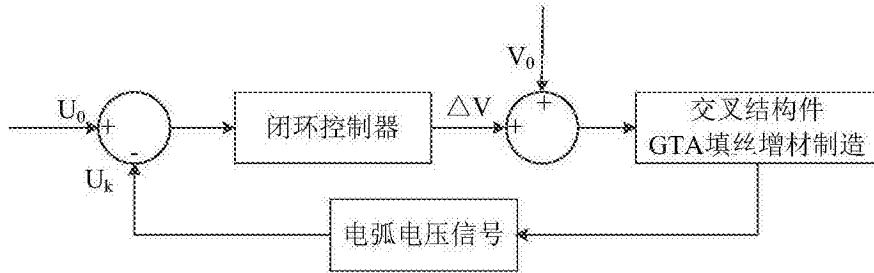 V₀
U₀
+
-
Uₖ
闭环控制器
△V
+
+
交叉结构件
GTA填丝增材制造
电弧电压信号